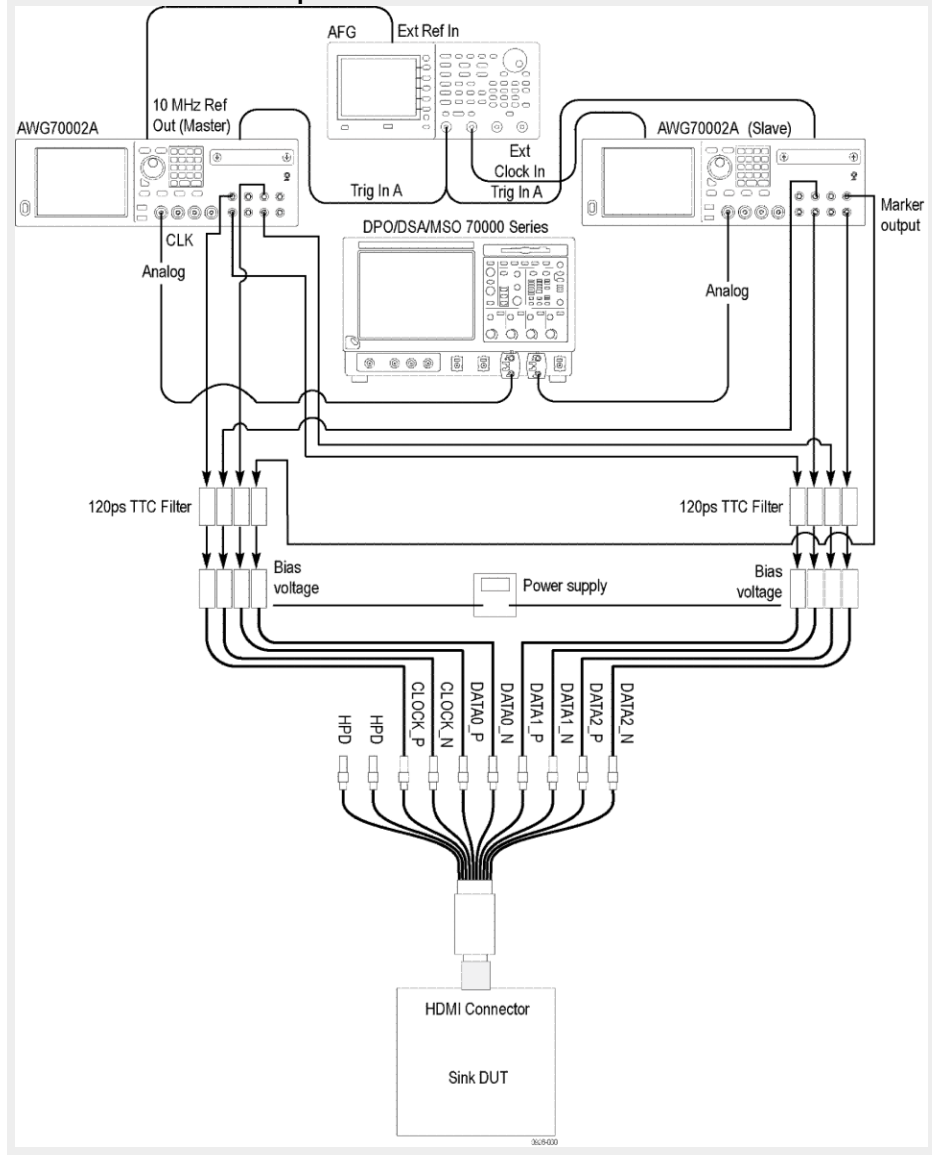 AFG
Ext Ref In
10 MHz Ref
Out (Master)
AWG70002A
AWG70002A (Slave)
Ext
Clock In
Trig In A
Trig In A
DPO/DSA/MSO 70000 Series
Marker
output
CLK
Analog
Analog
120ps TTC Filter
120ps TTC Filter
Bias
voltage
Power supply
Bias
voltage
HPD
HPD
CLOCK_P
CLOCK_N
DATA0_P
DATA0_N
DATA1_P
DATA1_N
DATA2_P
DATA2_N
HDMI Connector
Sink DUT